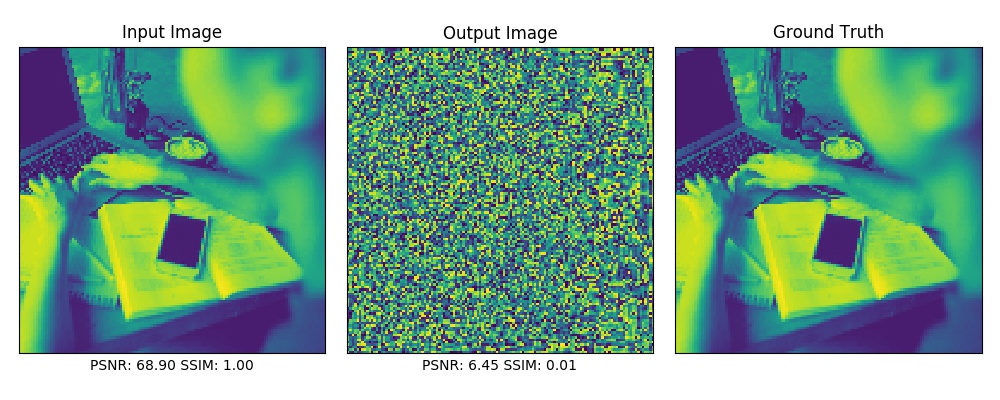 Input Image
Output Image
Ground Truth
PSNR: 68.90 SSIM: 1.00
PSNR: 6.45 SSIM: 0.01